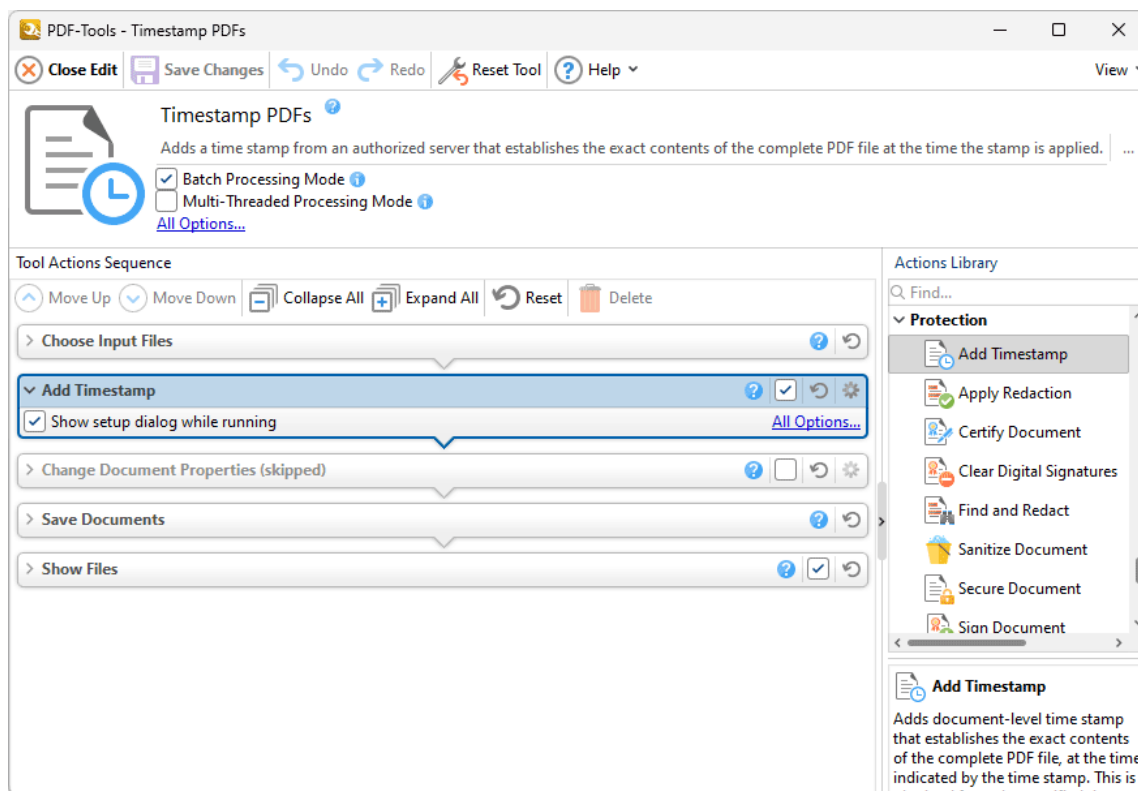 PDF-Tools - Timestamp PDFs
Close Edit Save Changes Undo Redo Reset Tool Help View
Timestamp PDFs
Adds a time stamp from an authorized server that establishes the exact contents of the complete PDF file at the time the stamp is applied. ...
Batch Processing Mode
Multi-Threaded Processing Mode
All Options...
Tool Actions Sequence
Move Up Move Down Collapse All Expand All Reset Delete
Choose Input Files
Add Timestamp
Show setup dialog while running All Options...
Change Document Properties (skipped)
Save Documents
Show Files
Actions Library
Find...
Protection
Add Timestamp
Apply Redaction
Certify Document
Clear Digital Signatures
Find and Redact
Sanitize Document
Secure Document
Sign Document
Add Timestamp
Adds document-level time stamp
that establishes the exact contents
of the complete PDF file, at the time
indicated by the time stamp. This is